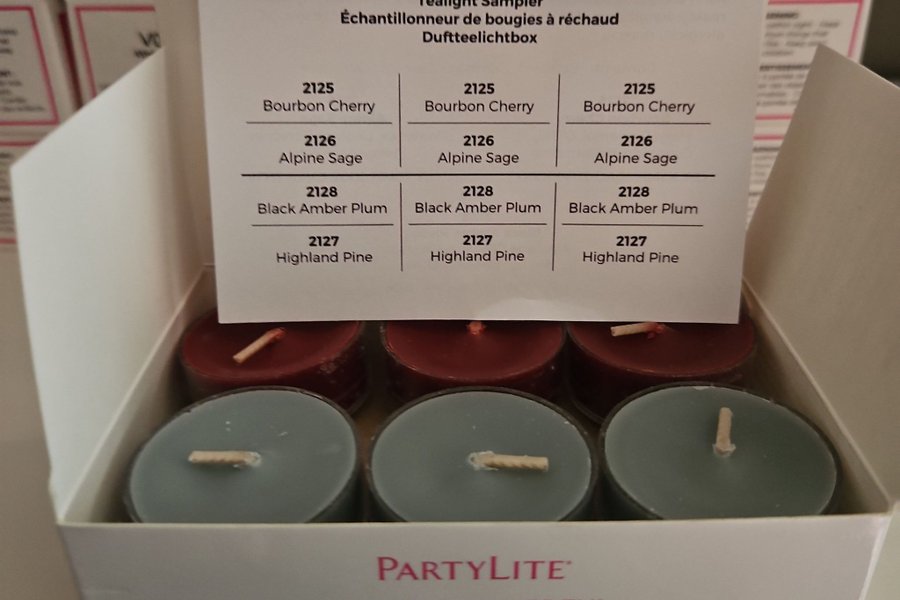 Tealight Sampler
Échantillonneur de bougies à réchaud
Duftteelichtbox
2125 2125 2125
Bourbon Cherry Bourbon Cherry Bourbon Cherry
2126 2126 2126
Alpine Sage Alpine Sage Alpine Sage
2128 2128 2128
Black Amber Plum Black Amber Plum Black Amber Plum
2127 2127 2127
Highland Pine Highland Pine Highland Pine
PARTYLITE